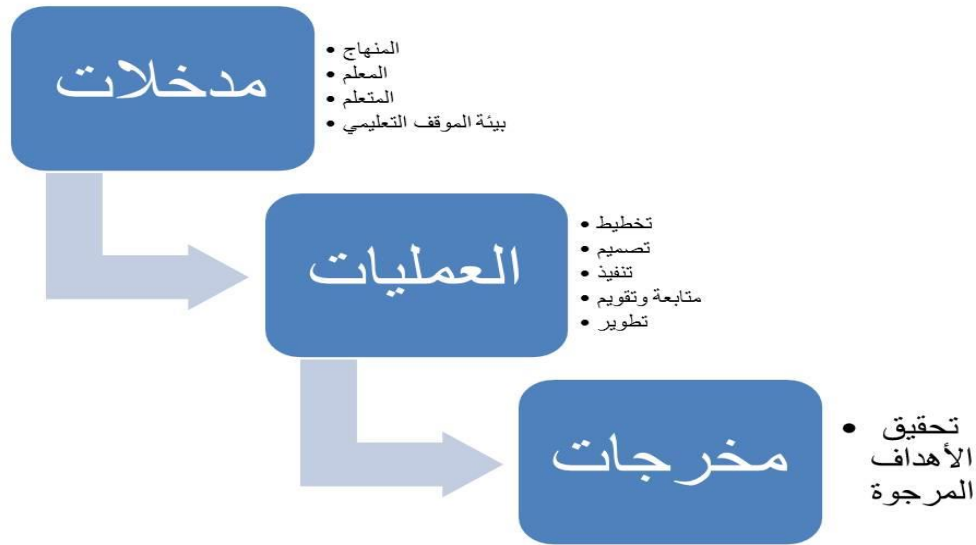 مدخلات
المنهاج
المعلم
المتعلم
بيئة الموقف التعليمي
العمليات
تخطيط
تصميم
تنفيذ
متابعة وتقويم
تطوير
مخرجات
تحقيق
الأهداف
المرجوة